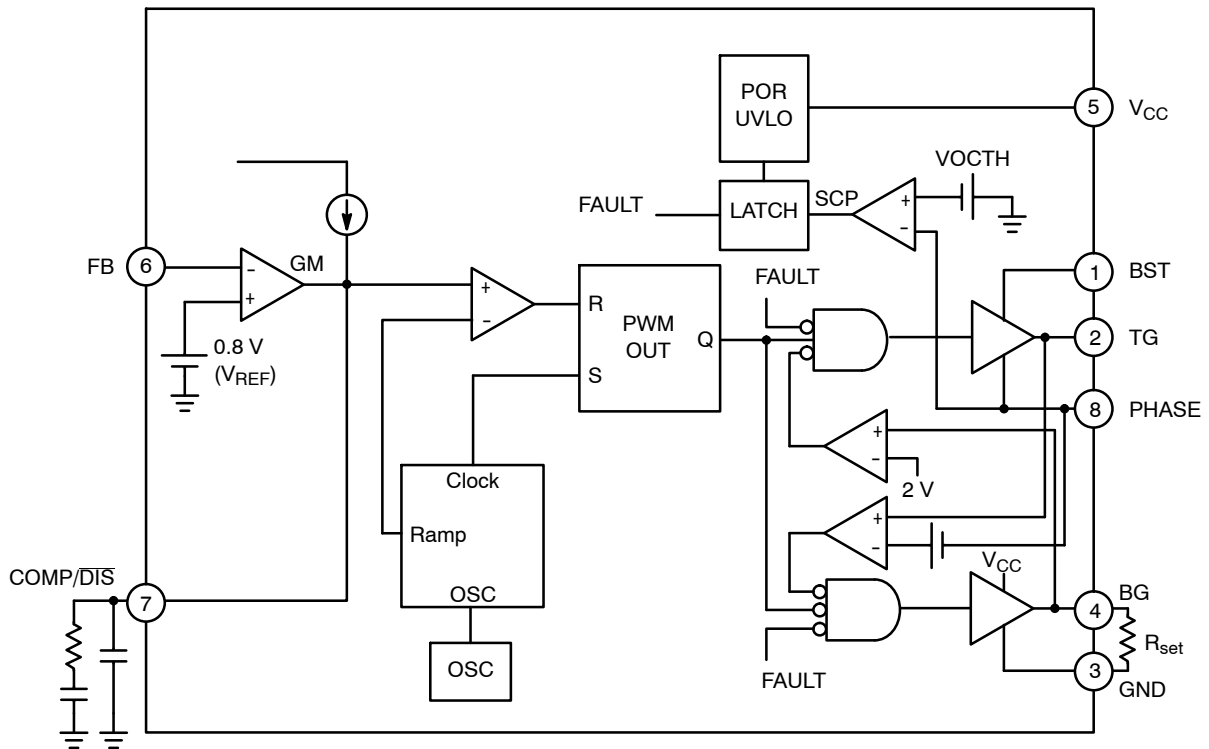 POR
UVLO
5
VCC
VOCTH
FAULT
LATCH
SCP
+
-
FB
6
-
GM
+
0.8 V
(VREF)
+
-
R
PWM
OUT
S
Q
FAULT
1
BST
2
TG
8
PHASE
+
-
2 V
Clock
Ramp
OSC
OSC
+
-
VCC
COMP/DIS
7
BG
4
Rset
3
GND
FAULT